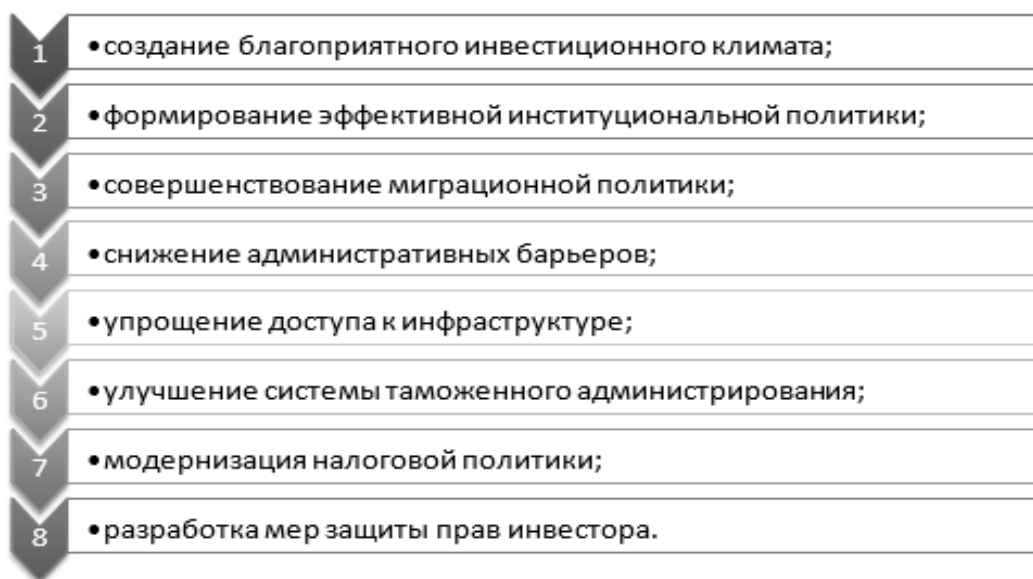 1 •создание благоприятного инвестиционного климата;
2 •формирование эффективной институциональной политики;
3 •совершенствование миграционной политики;
4 •снижение административных барьеров;
5 •упрощение доступа к инфраструктуре;
6 •улучшение системы таможенного администрирования;
7 •модернизация налоговой политики;
8 •разработка мер защиты прав инвестора.